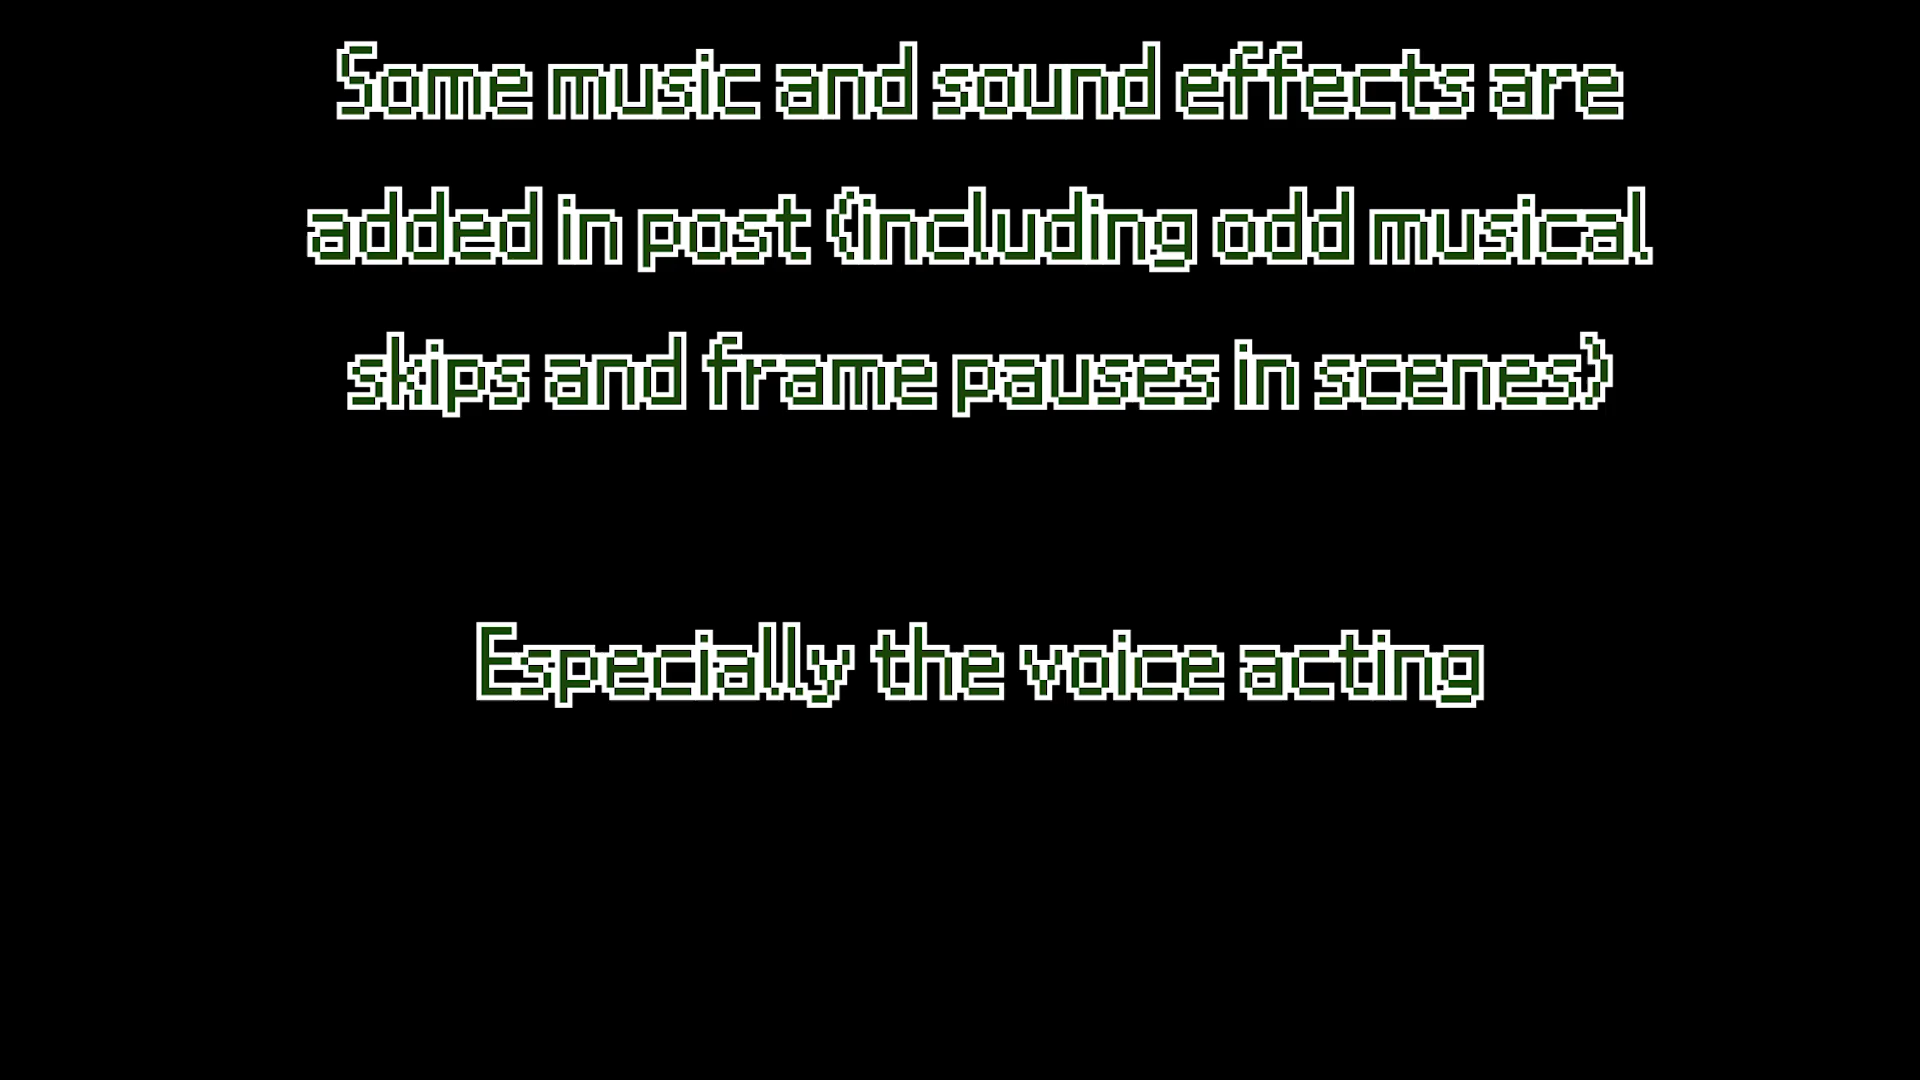 Some music and sound effects are
added in post (including odd musical
skips and frame pauses in scenes)
Especially the voice acting